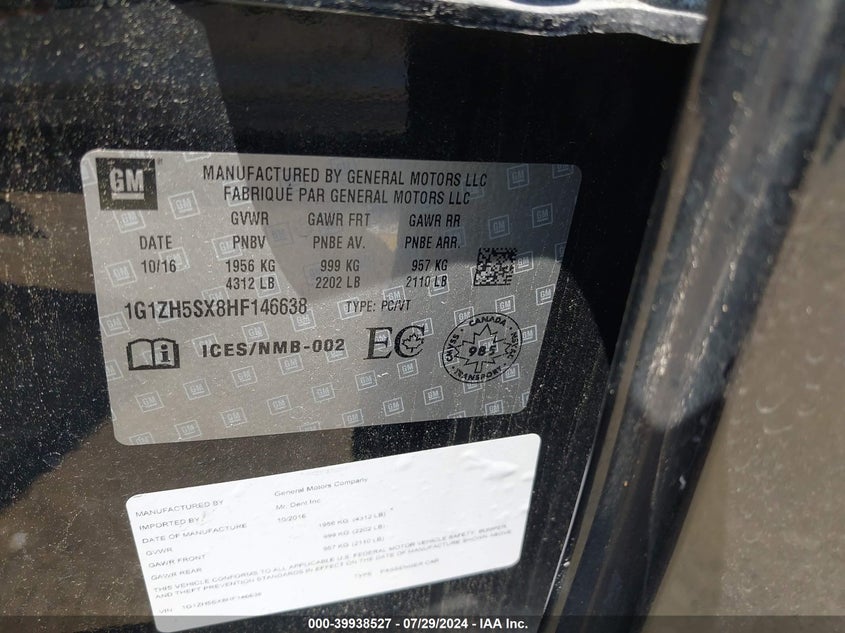 GM
MANUFACTURED BY GENERAL MOTORS LLC
FABRIQUÉ PAR GENERAL MOTORS LLC
GVWR GAWR FRT GAWR RR
DATE PNBV PNBE AV. PNBE ARR.
10/16 1956 KG 999 KG 957 KG
4312 LB 2202 LB 2110 LB
1G1ZH5SX8HF146638 TYPE: PC/VT
ICES/NMB-002 EC
CANADA
985
TRANSPORT
MANUFACTURED BY General Motors Company
IMPORTED BY Mr. Dent Inc.
DATE OF MANUFACTURE 10/2016
GVWR 1956 KG (4312 LB)
GAWR FRONT 999 KG (2202 LB)
GAWR REAR 957 KG (2110 LB)
THIS VEHICLE CONFORMS TO ALL APPLICABLE U.S. FEDERAL MOTOR VEHICLE SAFETY, BUMPER,
AND THEFT PREVENTION STANDARDS IN EFFECT ON THE DATE OF MANUFACTURE SHOWN ABOVE
VIN 1G1ZH5SX8HF146638 TYPE PASSENGER CAR
000-39938527 - 07/29/2024 - IAA, Inc.